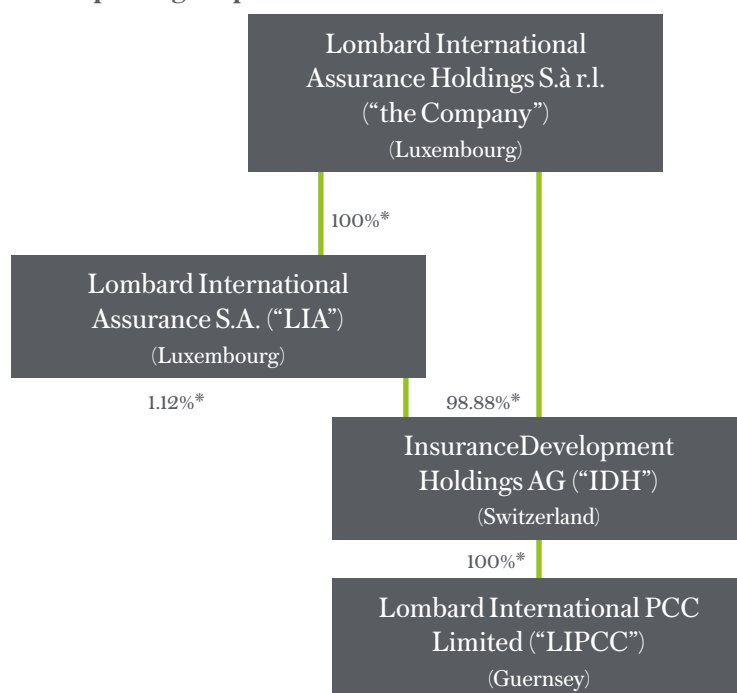 Lombard International
Assurance Holdings S.à r.l.
(“the Company”)
(Luxembourg)
100%*
Lombard International
Assurance S.A. (“LIA”)
(Luxembourg)
1.12%*
98.88%*
InsuranceDevelopment
Holdings AG (“IDH”)
(Switzerland)
100%*
Lombard International PCC
Limited (“LIPCC”)
(Guernsey)